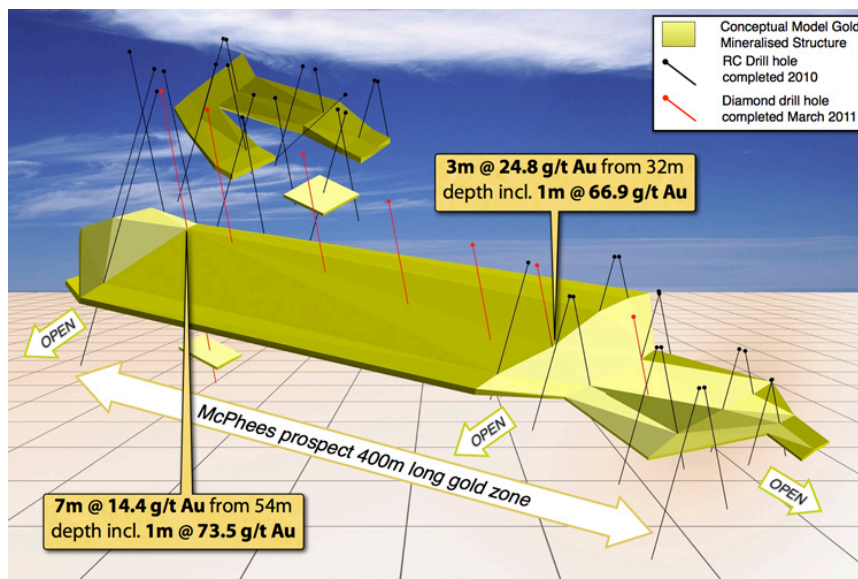 Conceptual Model Gold
Mineralised Structure
RC Drill hole
completed 2010
Diamond drill hole
completed March 2011
3m @ 24.8 g/t Au from 32m
depth incl. 1m @ 66.9 g/t Au
OPEN
McPhees prospect 400m long gold zone
OPEN
OPEN
7m @ 14.4 g/t Au from 54m
depth incl. 1m @ 73.5 g/t Au